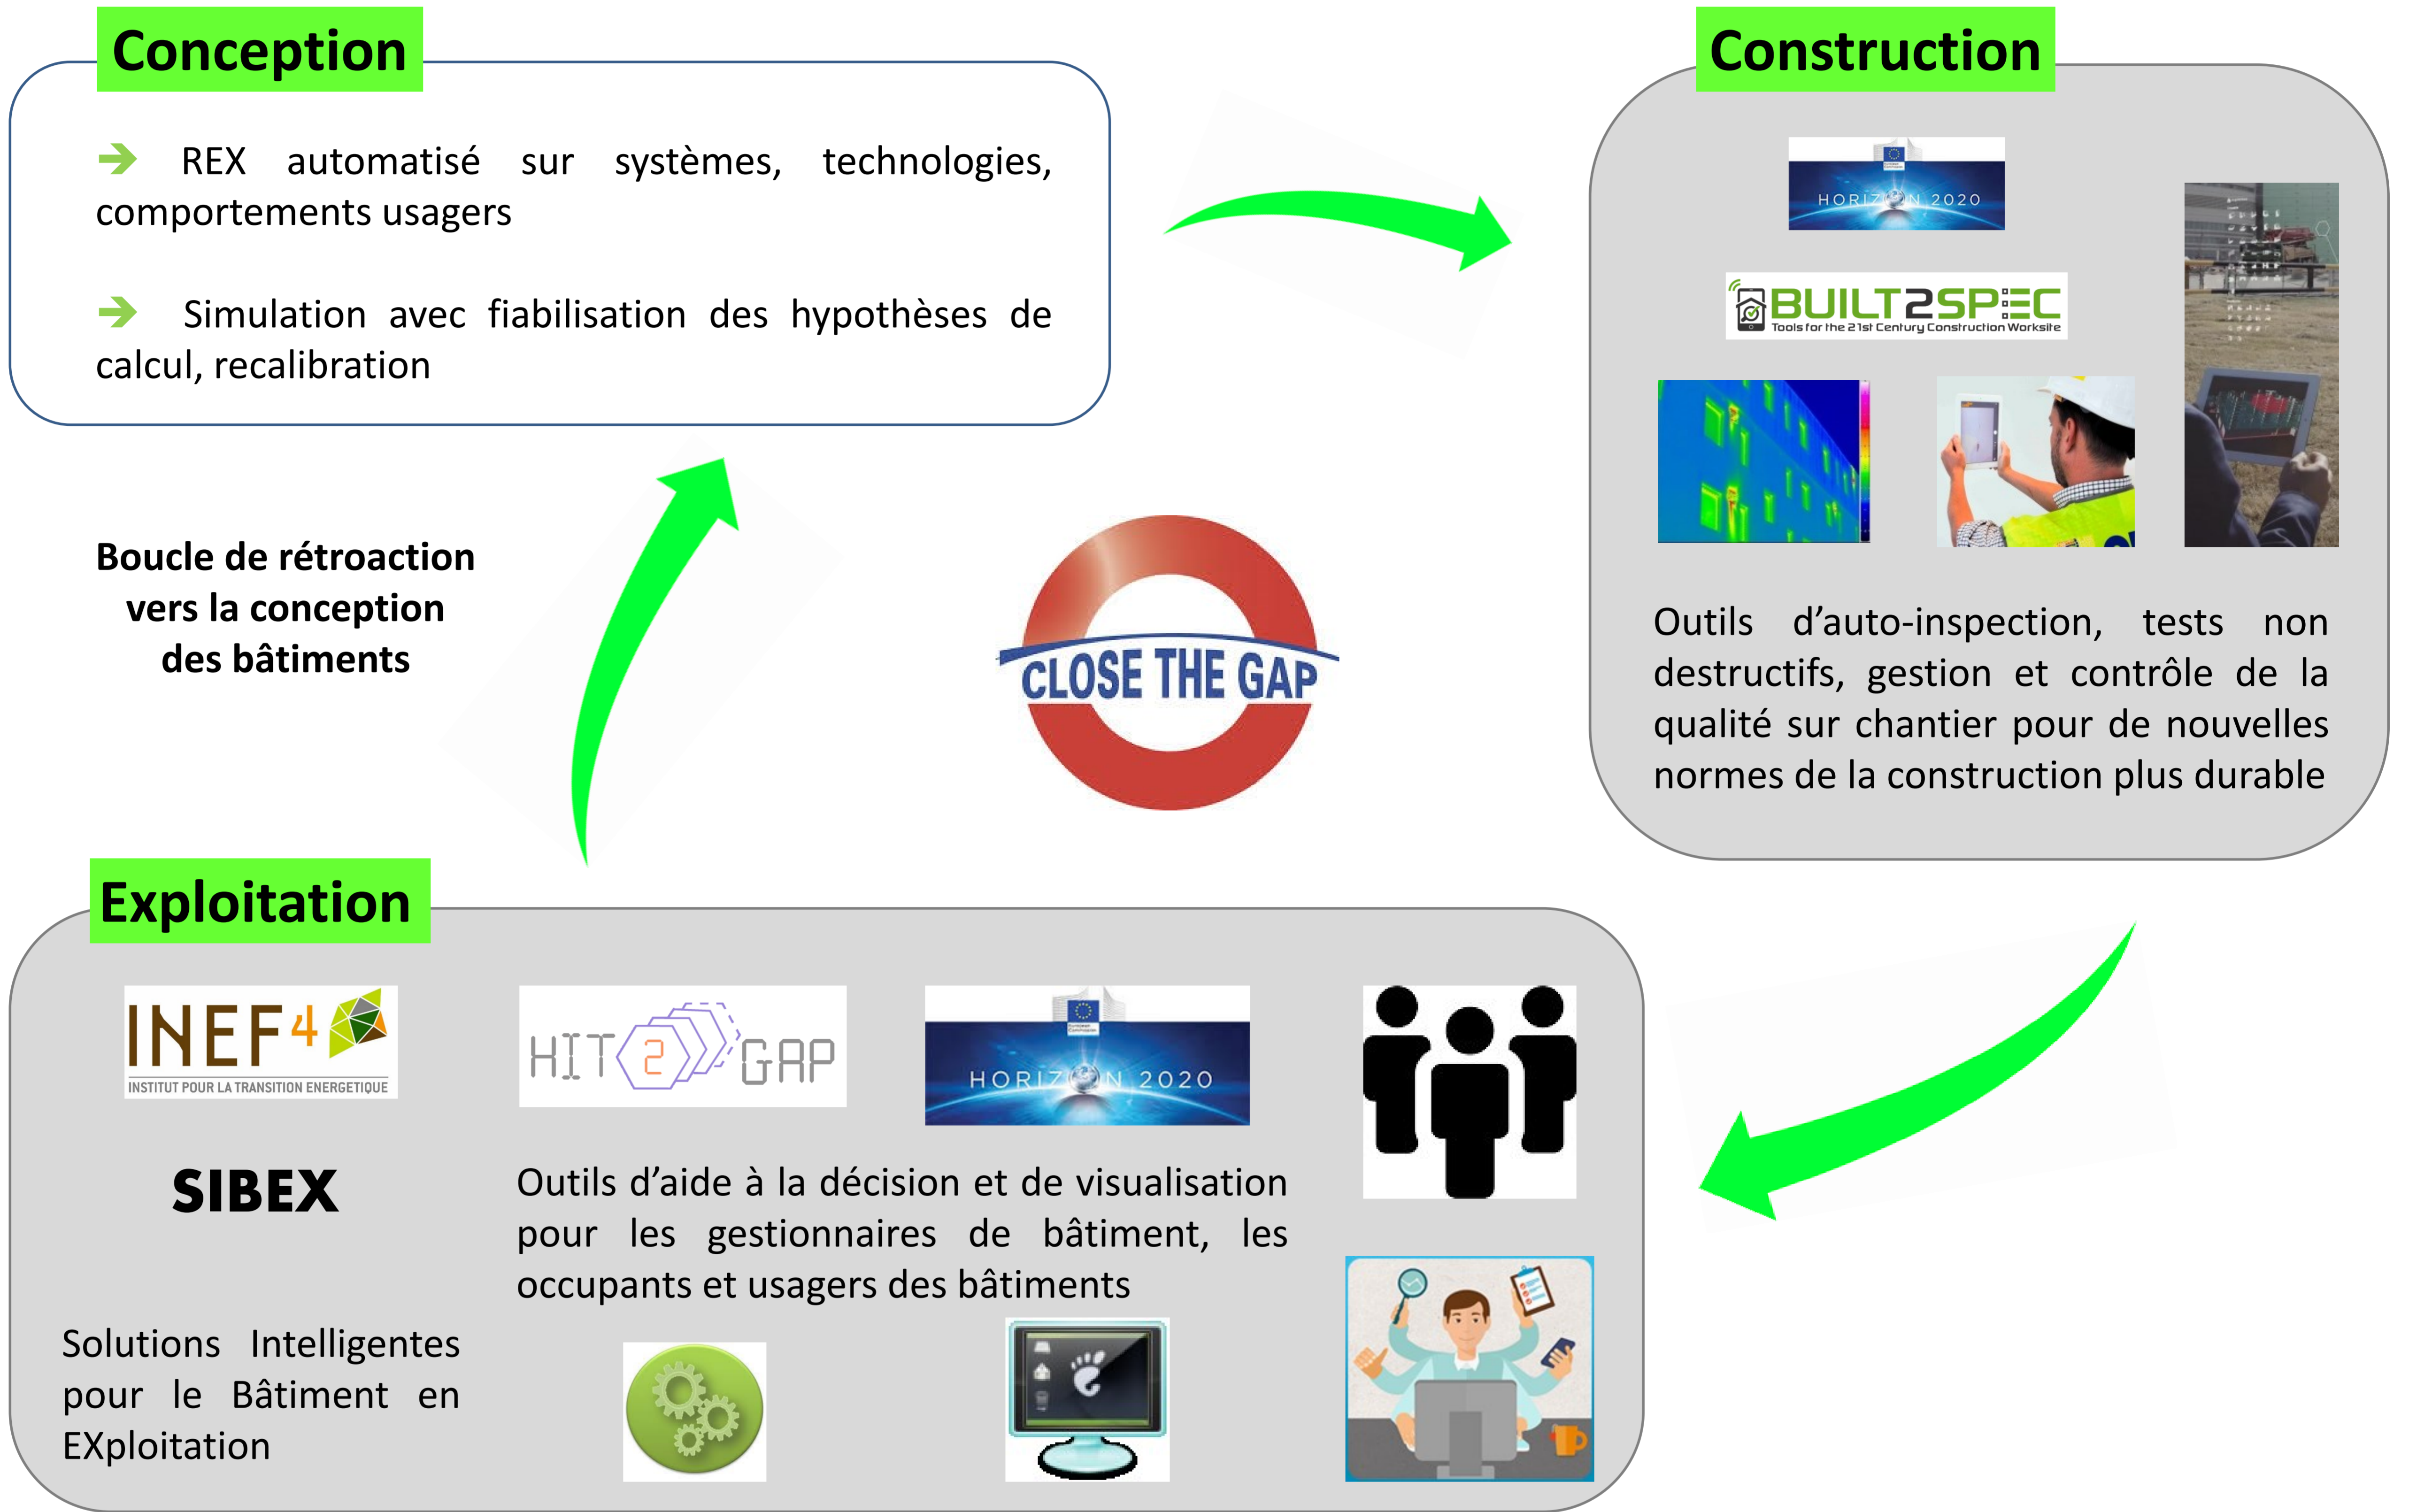 Conception
➔ REX automatisé sur systèmes, technologies,
comportements usagers
➔ Simulation avec fiabilisation des hypothèses de
calcul, recalibration
Construction
HORIZON 2020
BUILT2SPEC
Tools for the 21st Century Construction Worksite
Outils d’auto-inspection, tests non
destructifs, gestion et contrôle de la
qualité sur chantier pour de nouvelles
normes de la construction plus durable
Boucle de rétroaction
vers la conception
des bâtiments
CLOSE THE GAP
Exploitation
INEF4
INSTITUT POUR LA TRANSITION ENERGETIQUE
SIBEX
Solutions Intelligentes
pour le Bâtiment en
EXploitation
HIT2GAP
European
Commission
HORIZON 2020
Outils d’aide à la décision et de visualisation
pour les gestionnaires de bâtiment, les
occupants et usagers des bâtiments